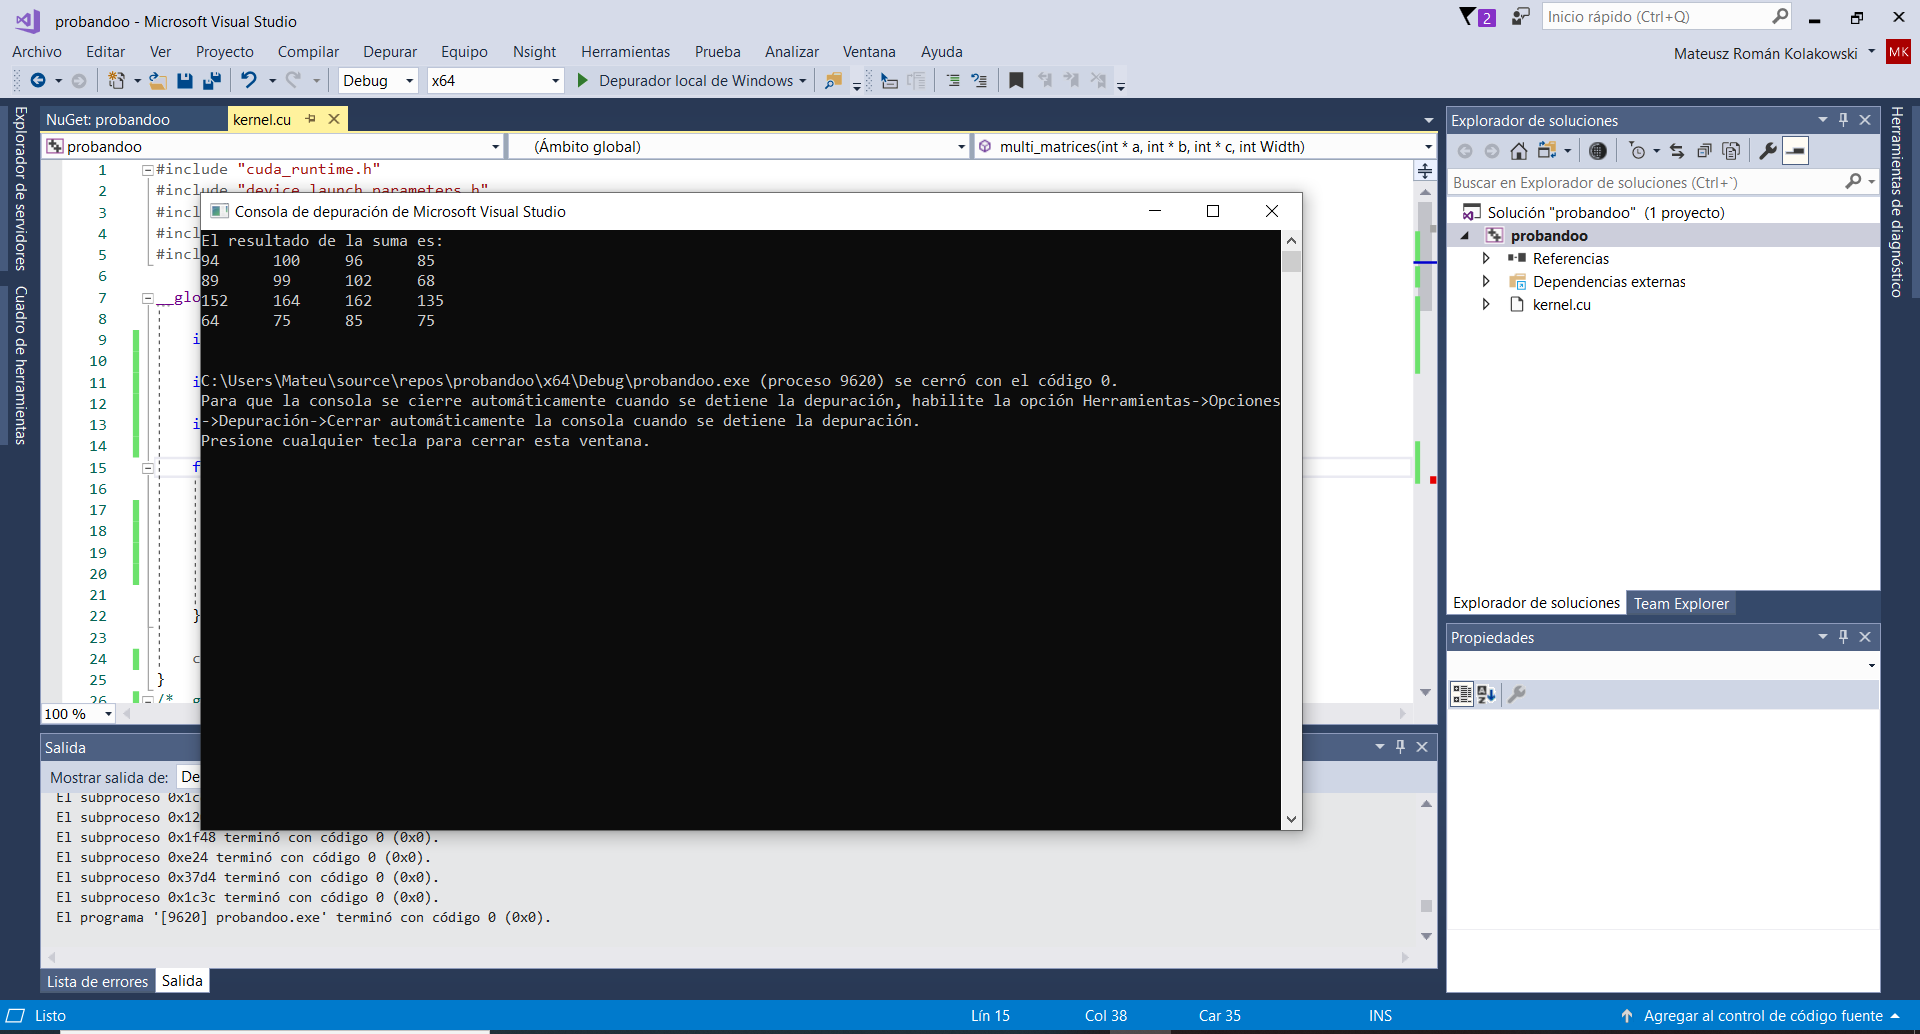 probandoo - Microsoft Visual Studio
2
Inicio rápido (Ctrl+Q)
Archivo Editar Ver Proyecto Compilar Depurar Equipo Nsight Herramientas Prueba Analizar Ventana Ayuda
Mateusz Román Kolakowski MK
Debug x64 Depurador local de Windows
Explorador de servidores
Cuadro de herramientas
NuGet: probandoo kernel.cu
probandoo (Ámbito global) multi_matrices(int * a, int * b, int * c, int Width)
1 #include "cuda_runtime.h"
2 #include "device_launch_parameters.h"
3 #incl
4 #incl
5 #incl
6
7 __glo
8
9 i
10
11 i
12
13 i
14
15 f
16
17
18
19
20
21
22 }
23
24 c
25 }
26 /*__g
100 %
Consola de depuración de Microsoft Visual Studio
El resultado de la suma es:
94 100 96 85
89 99 102 68
152 164 162 135
64 75 85 75
C:\Users\Mateu\source\repos\probandoo\x64\Debug\probandoo.exe (proceso 9620) se cerró con el código 0.
Para que la consola se cierre automáticamente cuando se detiene la depuración, habilite la opción Herramientas->Opciones
->Depuración->Cerrar automáticamente la consola cuando se detiene la depuración.
Presione cualquier tecla para cerrar esta ventana.
Salida
Mostrar salida de: De
El subproceso 0x1c
El subproceso 0x12
El subproceso 0x1f48 terminó con código 0 (0x0).
El subproceso 0xe24 terminó con código 0 (0x0).
El subproceso 0x37d4 terminó con código 0 (0x0).
El subproceso 0x1c3c terminó con código 0 (0x0).
El programa '[9620] probandoo.exe' terminó con código 0 (0x0).
Lista de errores Salida
Explorador de soluciones
Buscar en Explorador de soluciones (Ctrl+`)
Solución "probandoo" (1 proyecto)
probandoo
Referencias
Dependencias externas
kernel.cu
Explorador de soluciones Team Explorer
Propiedades
Herramientas de diagnóstico
Listo Lín 15 Col 38 Car 35 INS Agregar al control de código fuente